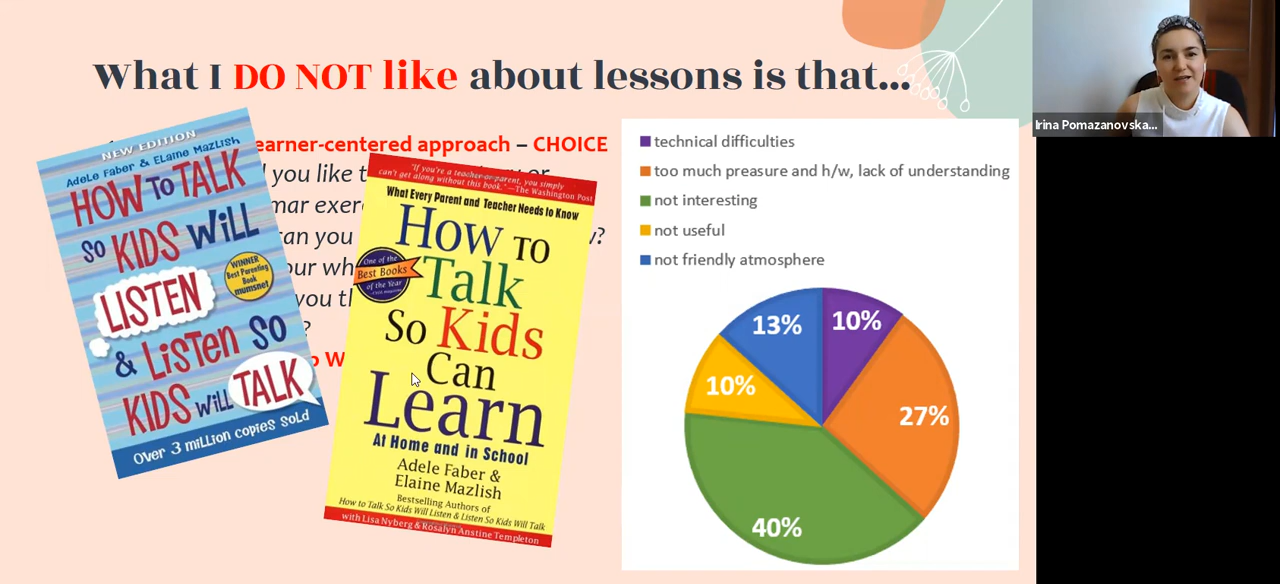 What I DO NOT like about lessons is that...
learner-centered approach – CHOICE
you like
or
exer
can you
?
our wh
you th
?
NEW EDITION
Adele Faber & Elaine Mazlish
HOW TO TALK
SO KIDS WILL
LISTEN
& LISTEN SO
KIDS WILL TALK
WINNER
Best Parenting
Book
mumsnet
Over 3 million copies sold
"If you're a teacher or parent, you simply
can't get along without this book."—The Washington Post
What Every Parent and Teacher Needs to Know
How to
Talk
So Kids
Can
Learn
One of the
Best Books
of the Year
At Home and in School
Adele Faber &
Elaine Mazlish
Bestselling Authors of
How to Talk So Kids Will Listen & Listen So Kids Will Talk
with Lisa Nyberg & Rosalyn Anstine Templeton
technical difficulties
too much preasure and h/w, lack of understanding
not interesting
not useful
not friendly atmosphere
13%
10%
10%
27%
40%
Irina Pomazanovska...